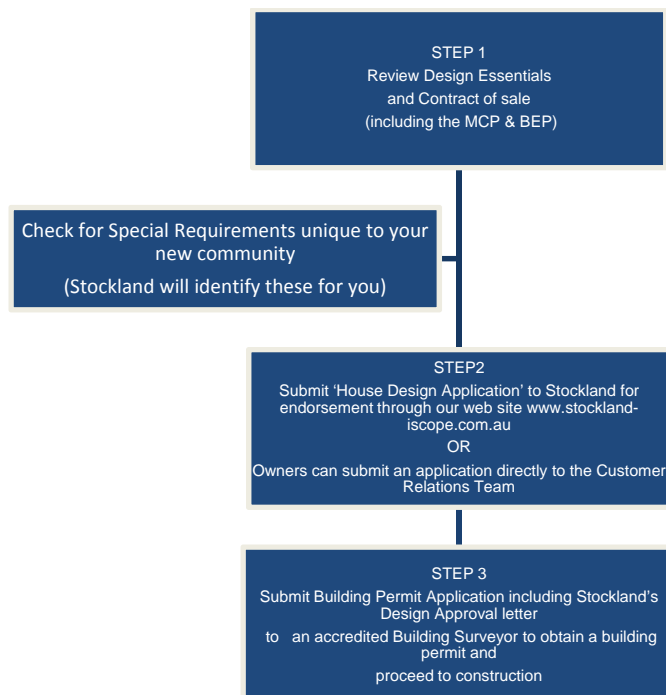 STEP 1
Review Design Essentials
and Contract of sale
(including the MCP & BEP)
Check for Special Requirements unique to your
new community
(Stockland will identify these for you)
STEP2
Submit ‘House Design Application’ to Stockland for
endorsement through our web site www.stockland-
iscope.com.au
OR
Owners can submit an application directly to the Customer
Relations Team
STEP 3
Submit Building Permit Application including Stockland’s
Design Approval letter
to an accredited Building Surveyor to obtain a building
permit and
proceed to construction